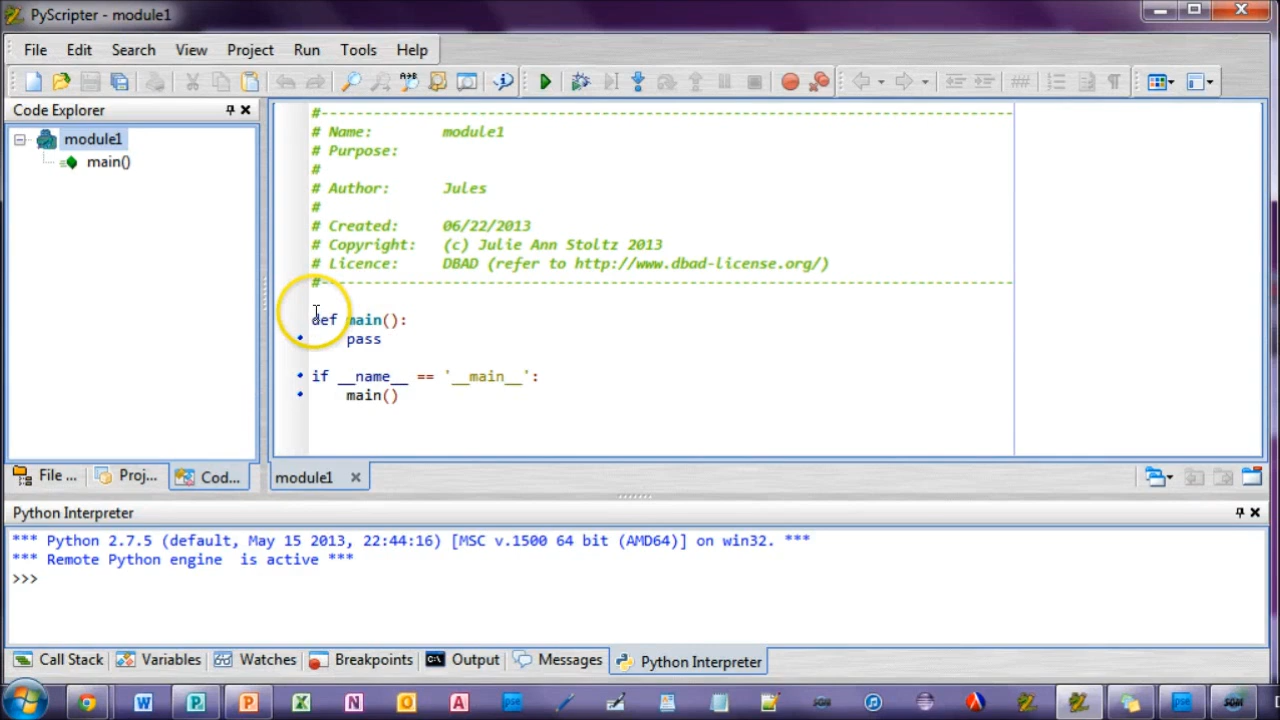 PyScripter - module1
File Edit Search View Project Run Tools Help
Code Explorer
module1
main()
#-------------------------------------------------------------------------------
# Name:        module1
# Purpose:
#
# Author:      Jules
#
# Created:     06/22/2013
# Copyright:   (c) Julie Ann Stoltz 2013
# Licence:     DBAD (refer to http://www.dbad-license.org/)
#-------------------------------------------------------------------------------
def main():
    pass
if __name__ == '__main__':
    main()
File ... Proj... Cod...
module1
Python Interpreter
*** Python 2.7.5 (default, May 15 2013, 22:44:16) [MSC v.1500 64 bit (AMD64)] on win32. ***
*** Remote Python engine  is active ***
>>>
Call Stack Variables Watches Breakpoints Output Messages Python Interpreter